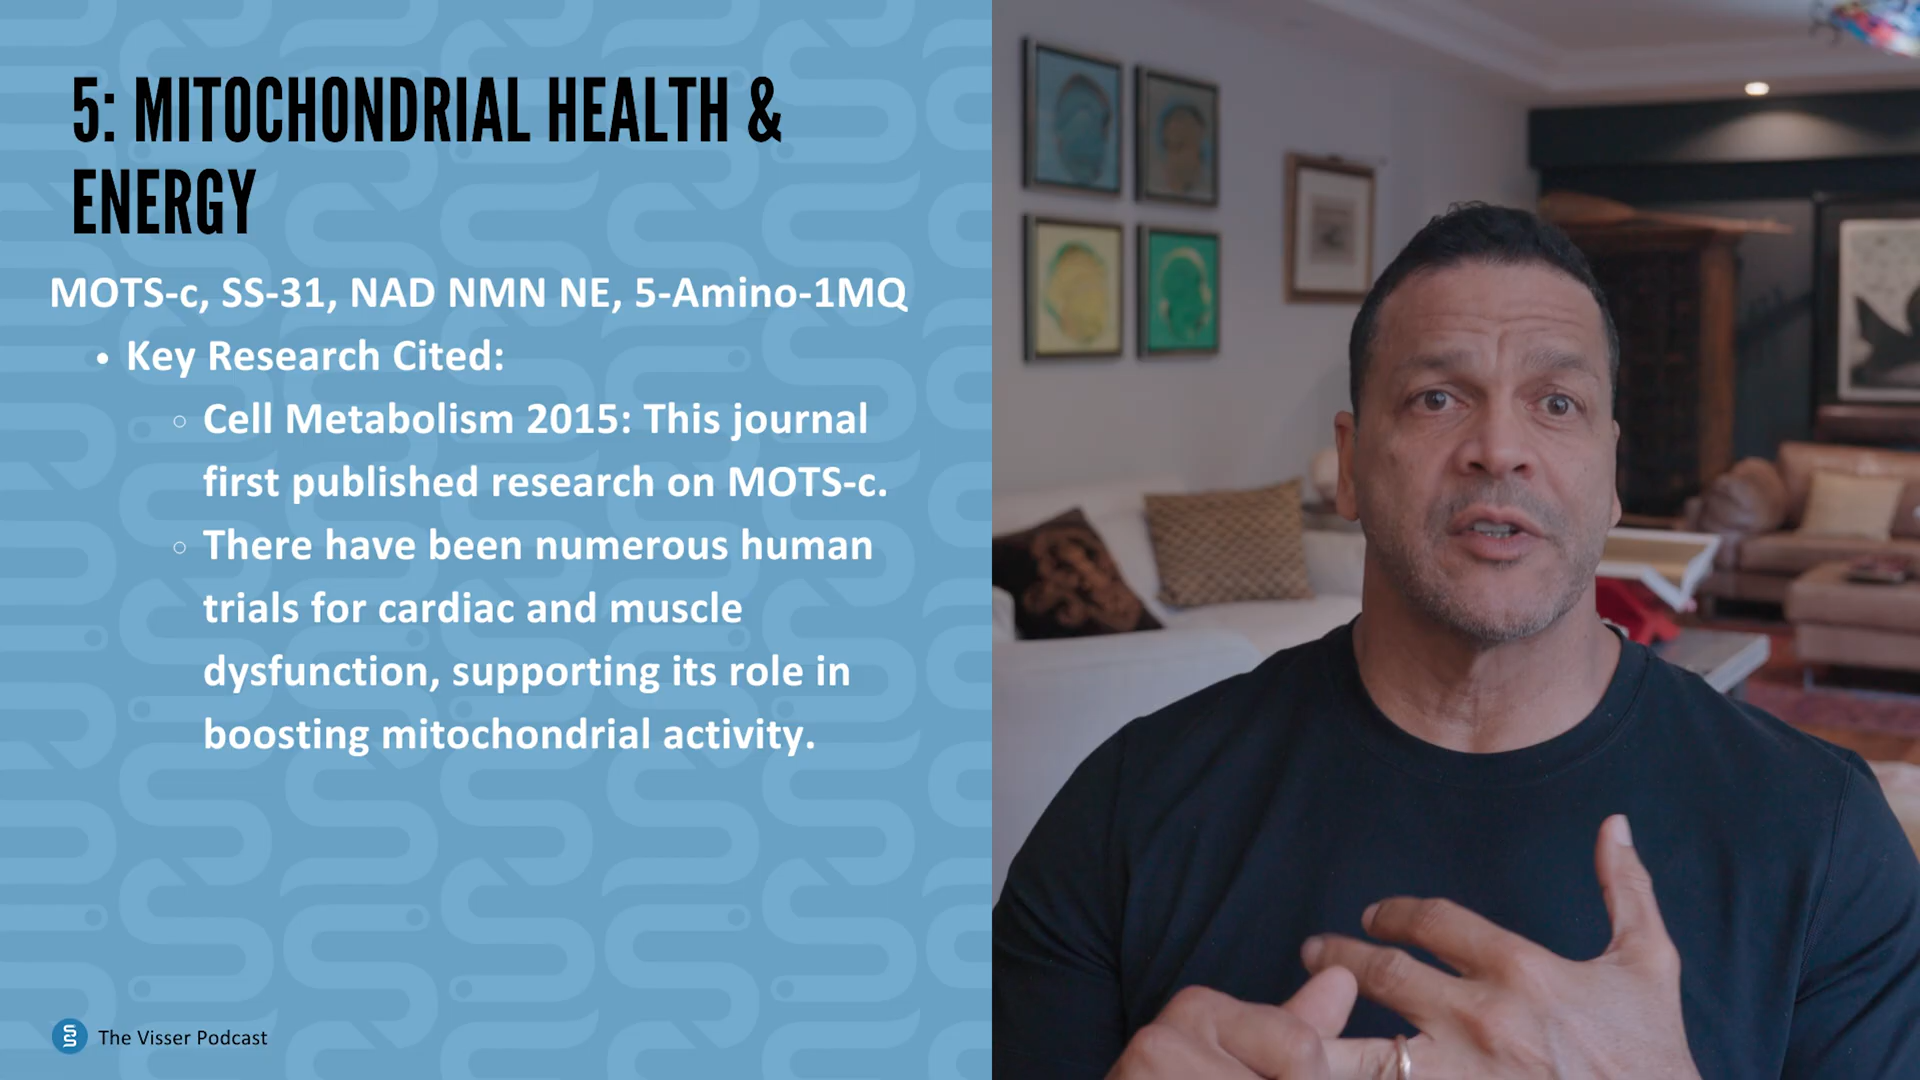 5: MITOCHONDRIAL HEALTH &
ENERGY
MOTS-c, SS-31, NAD NMN NE, 5-Amino-1MQ
• Key Research Cited:
○ Cell Metabolism 2015: This journal
first published research on MOTS-c.
○ There have been numerous human
trials for cardiac and muscle
dysfunction, supporting its role in
boosting mitochondrial activity.
The Visser Podcast